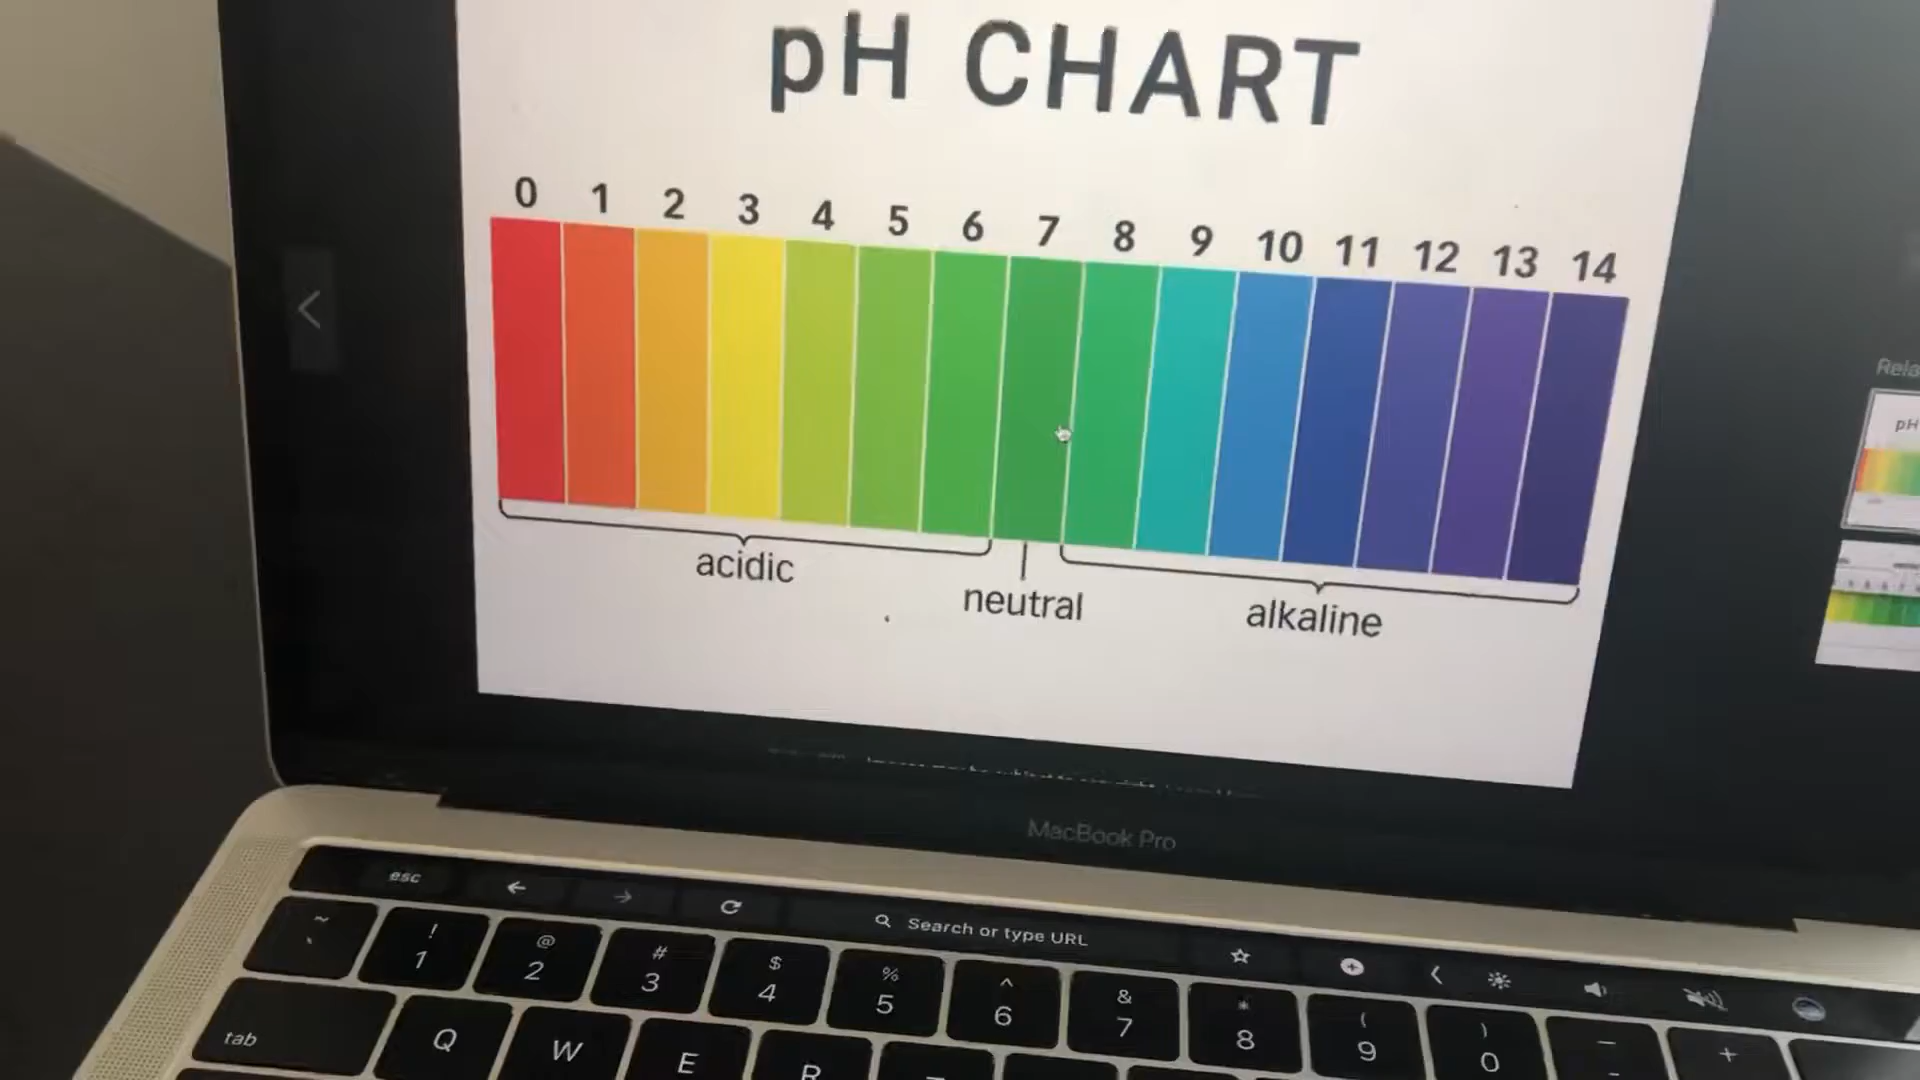 pH CHART
0 1 2 3 4 5 6 7 8 9 10 11 12 13 14
acidic
neutral
alkaline
pH
MacBook Pro
esc
Search or type URL
~ ! @ # $ % ^ & * ( ) — +
` 1 2 3 4 5 6 7 8 9 0 -
tab Q W E R